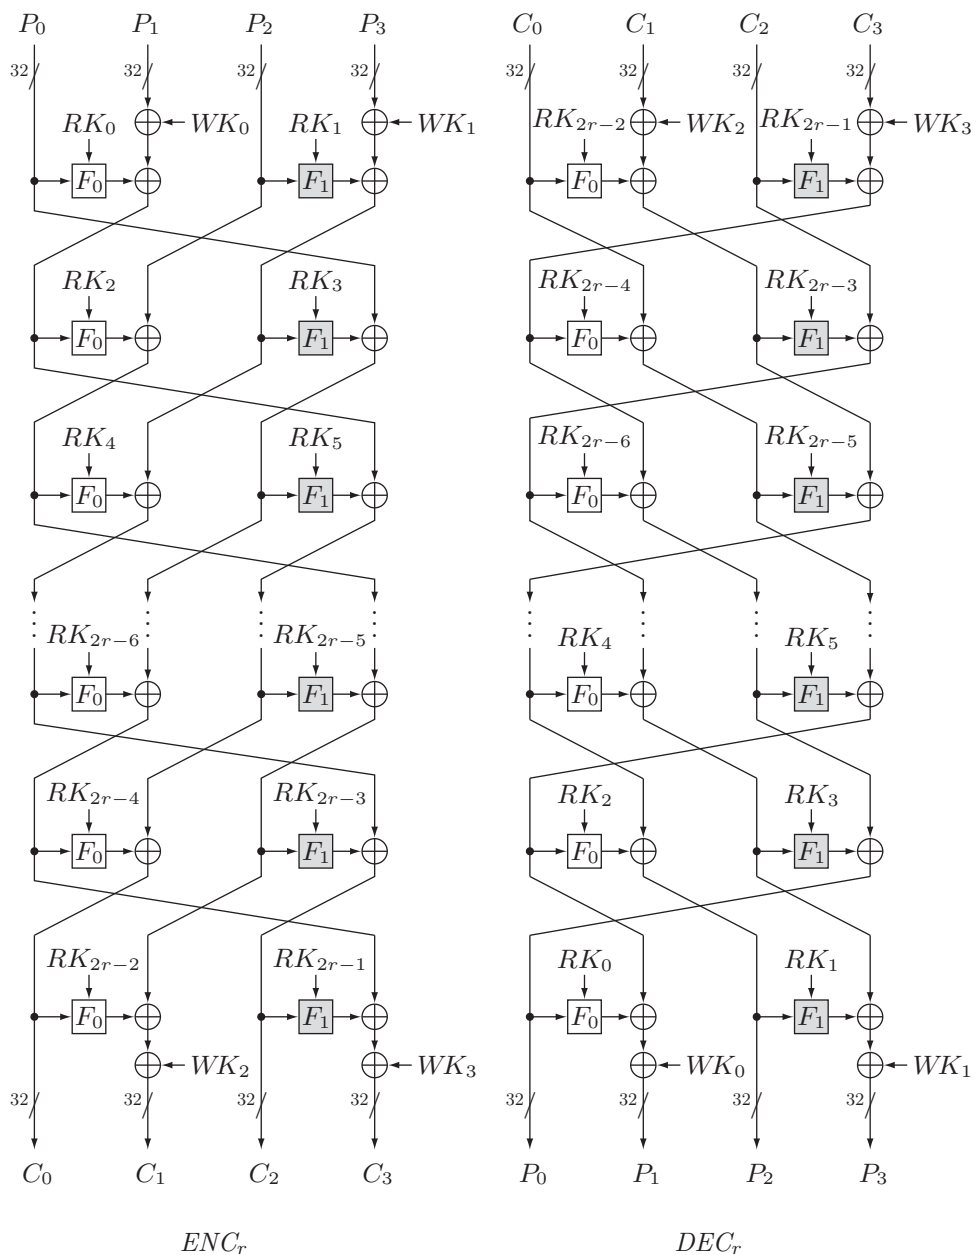 P₀ P₁ P₂ P₃ C₀ C₁ C₂ C₃
32 32 32 32 32 32 32 32
RK₀ WK₀ RK₁ WK₁ RK₂ᵣ₋₂ WK₂ RK₂ᵣ₋₁ WK₃
F₀ F₁ F₀ F₁
RK₂ RK₃ RK₂ᵣ₋₄ RK₂ᵣ₋₃
F₀ F₁ F₀ F₁
RK₄ RK₅ RK₂ᵣ₋₆ RK₂ᵣ₋₅
F₀ F₁ F₀ F₁
RK₂ᵣ₋₆ RK₂ᵣ₋₅ RK₄ RK₅
F₀ F₁ F₀ F₁
RK₂ᵣ₋₄ RK₂ᵣ₋₃ RK₂ RK₃
F₀ F₁ F₀ F₁
RK₂ᵣ₋₂ RK₂ᵣ₋₁ RK₀ RK₁
F₀ F₁ F₀ F₁
WK₂ WK₃ WK₀ WK₁
32 32 32 32 32 32 32 32
C₀ C₁ C₂ C₃ P₀ P₁ P₂ P₃
ENCᵣ DECᵣ